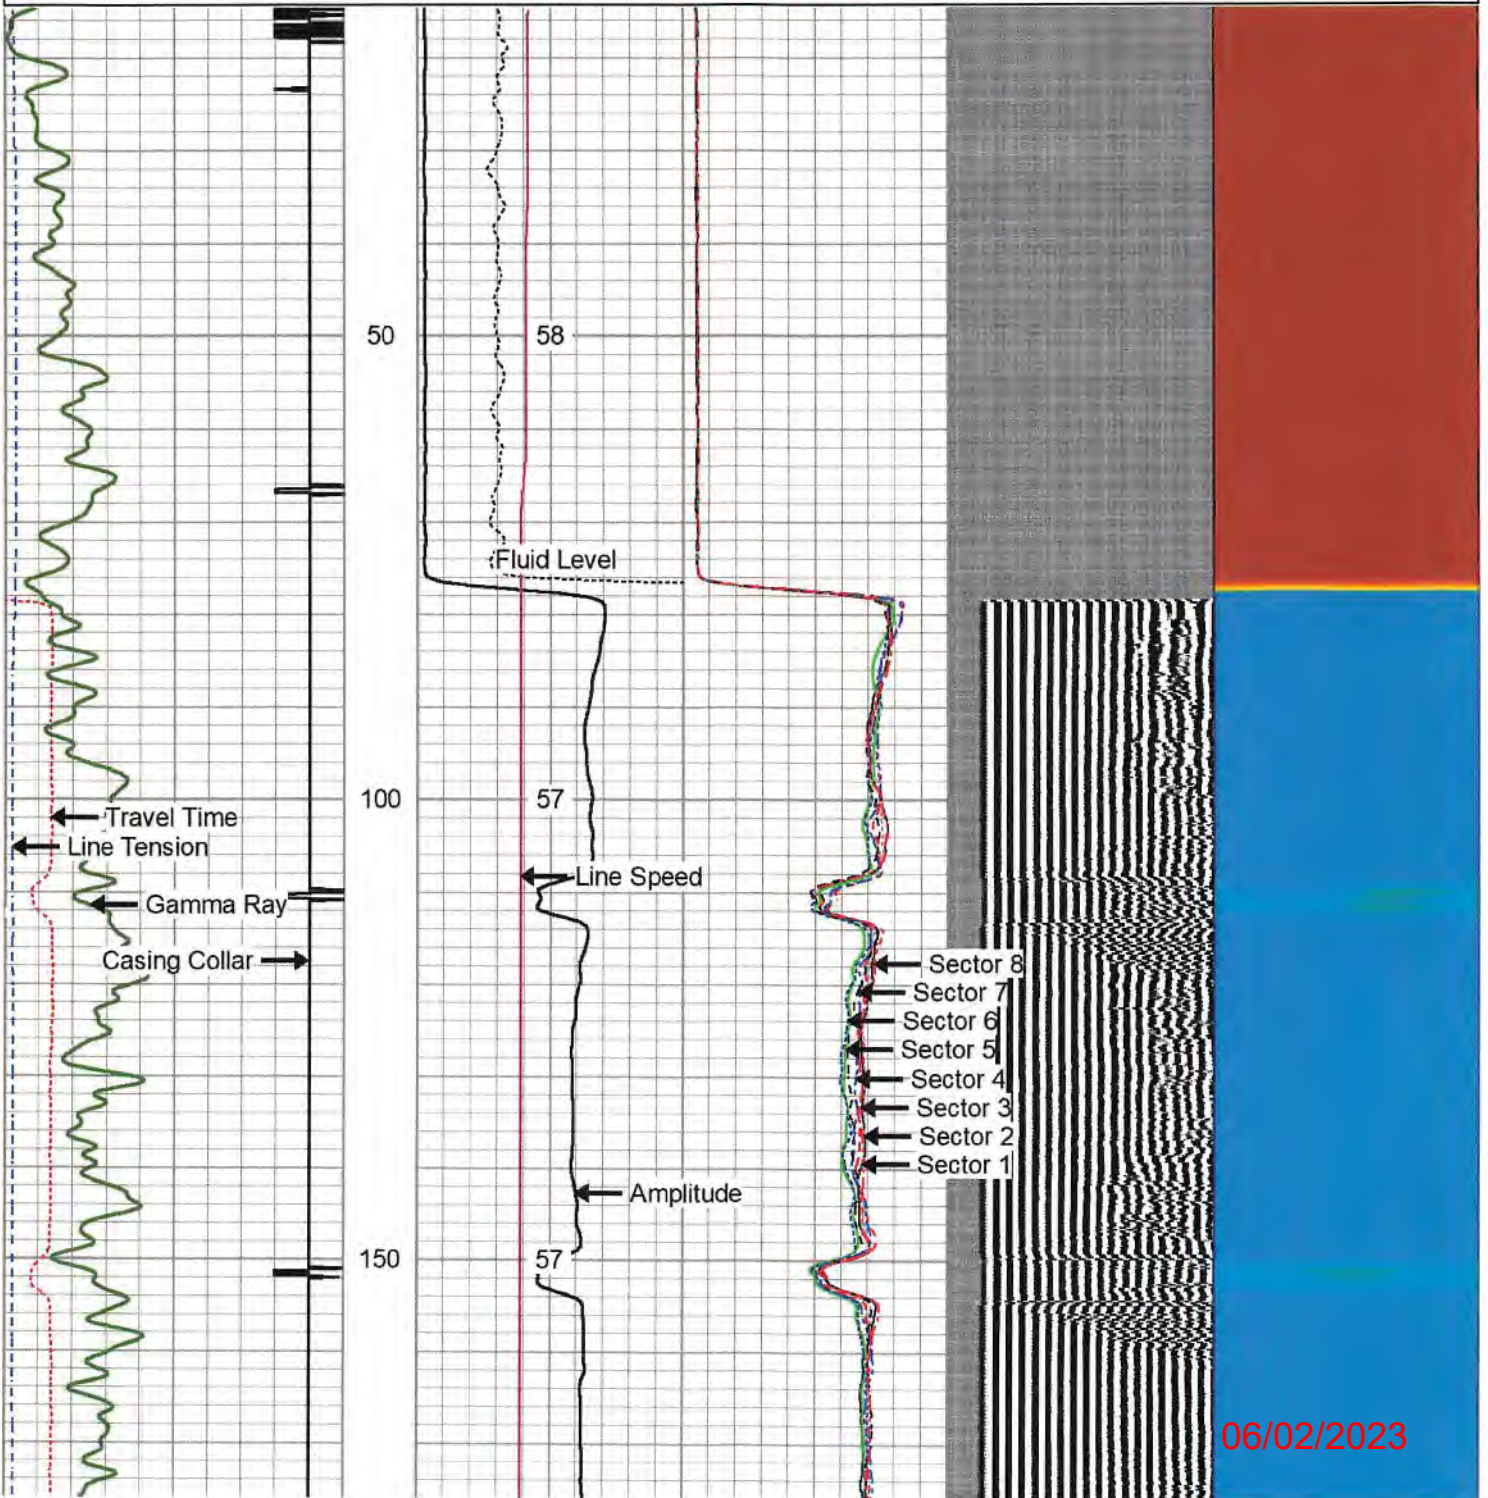 50
58
Fluid Level
100
57
Travel Time
Line Tension
Line Speed
Gamma Ray
Casing Collar
Sector 8
Sector 7
Sector 6
Sector 5
Sector 4
Sector 3
Sector 2
Sector 1
Amplitude
150
57
06/02/2023